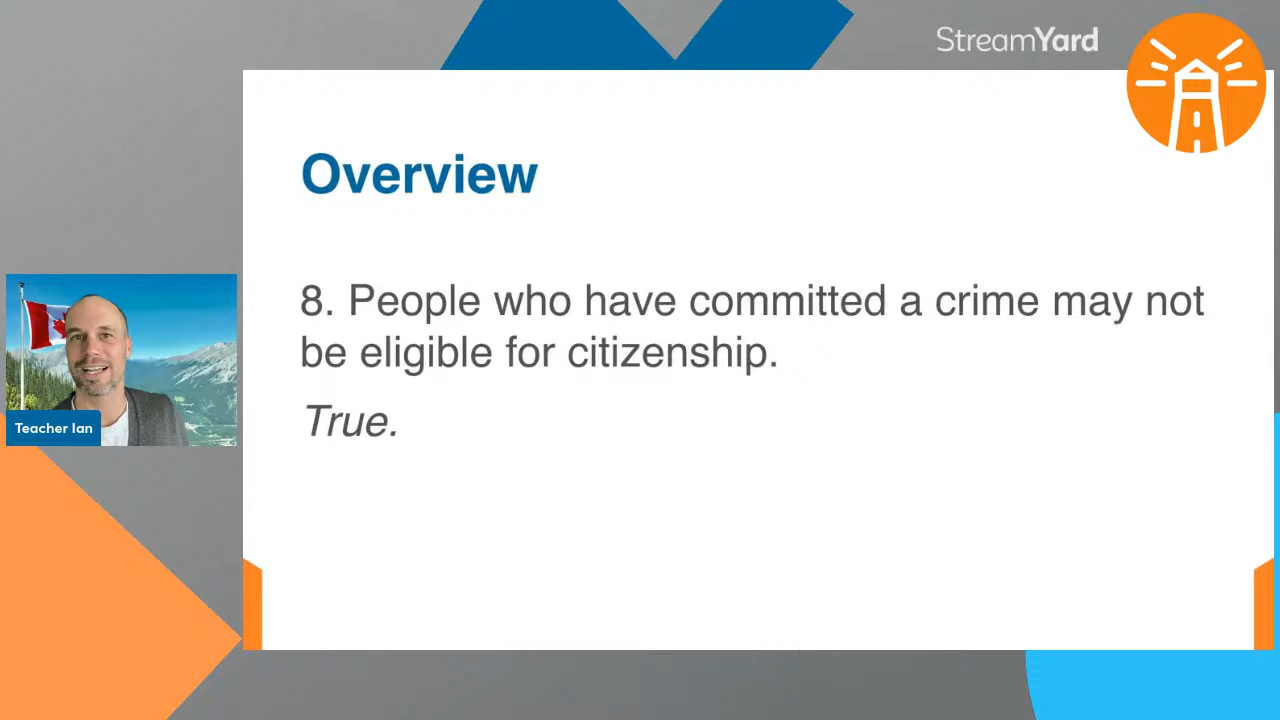 StreamYard
Overview
8. People who have committed a crime may not
be eligible for citizenship.
True.
Teacher Ian